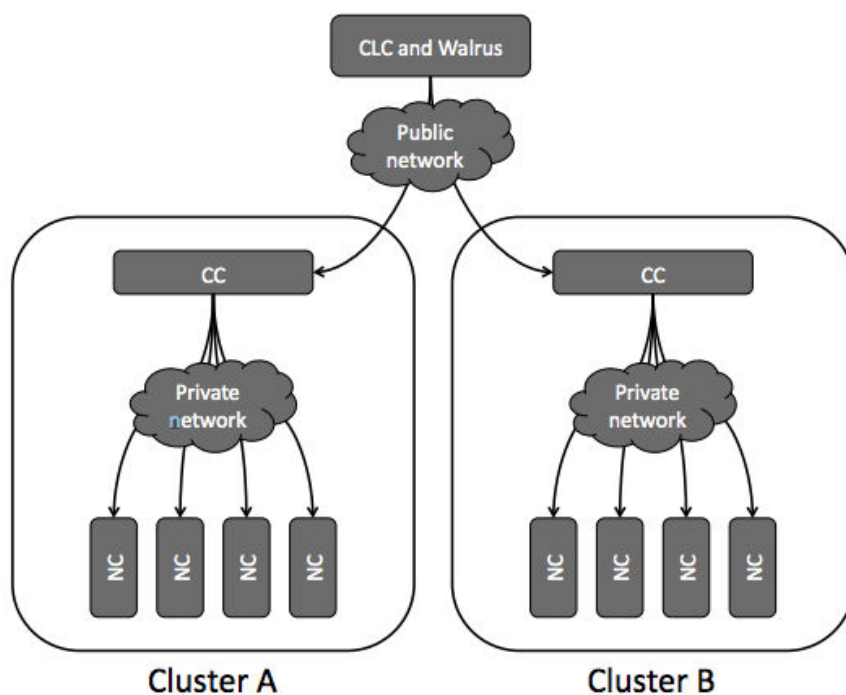 CLC and Walrus
Public
network
CC
CC
Private
network
Private
network
NC
NC
NC
NC
NC
NC
NC
NC
Cluster A
Cluster B